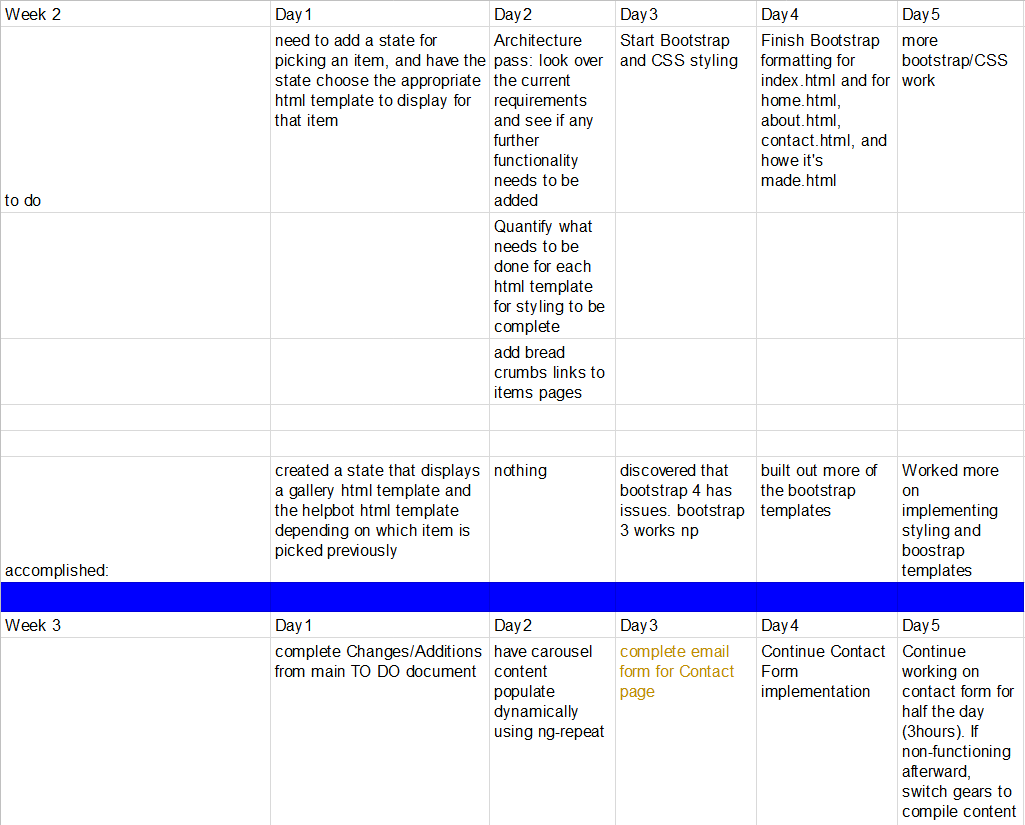 Week 2
Day 1
Day 2
Day 3
Day 4
Day 5
to do
need to add a state for
picking an item, and have the
state choose the appropriate
html template to display for
that item
Architecture
pass: look over
the current
requirements
and see if any
further
functionality
needs to be
added
Start Bootstrap
and CSS styling
Finish Bootstrap
formatting for
index.html and for
home.html,
about.html,
contact.html, and
howe it's
made.html
more
bootstrap/CSS
work
Quantify what
needs to be
done for each
html template
for styling to be
complete
add bread
crumbs links to
items pages
accomplished:
created a state that displays
a gallery html template and
the helpbot html template
depending on which item is
picked previously
nothing
discovered that
bootstrap 4 has
issues. bootstrap
3 works np
built out more of
the bootstrap
templates
Worked more
on
implementing
styling and
boostrap
templates
Week 3
Day 1
Day 2
Day 3
Day 4
Day 5
complete Changes/Additions
from main TO DO document
have carousel
content
populate
dynamically
using ng-repeat
complete email
form for Contact
page
Continue Contact
Form
implementation
Continue
working on
contact form for
half the day
(3hours). If
non-functioning
afterward,
switch gears to
compile content